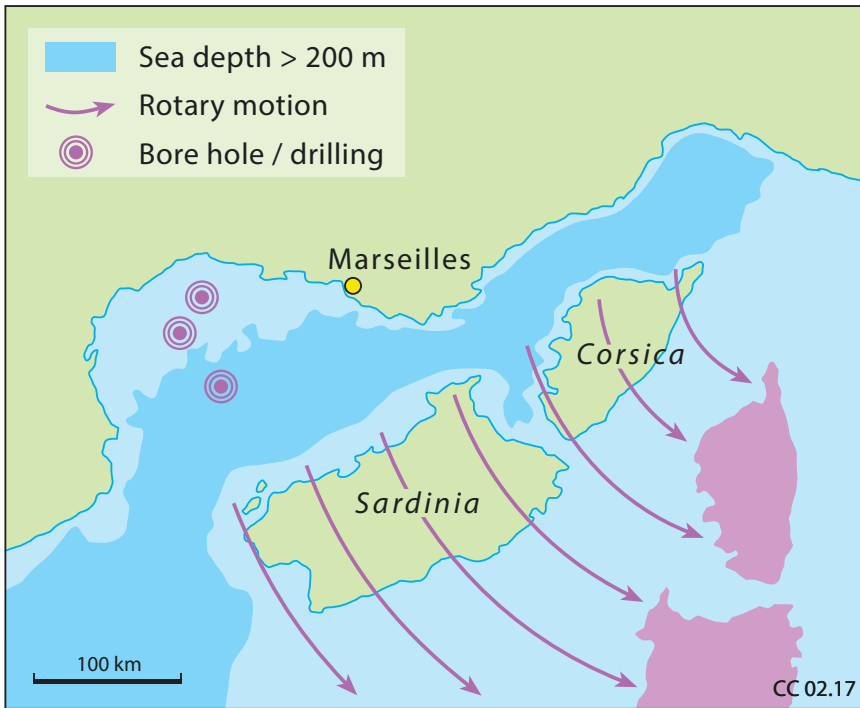 Sea depth > 200 m
Rotary motion
Bore hole / drilling
Marseilles
Corsica
Sardinia
100 km
CC 02.17